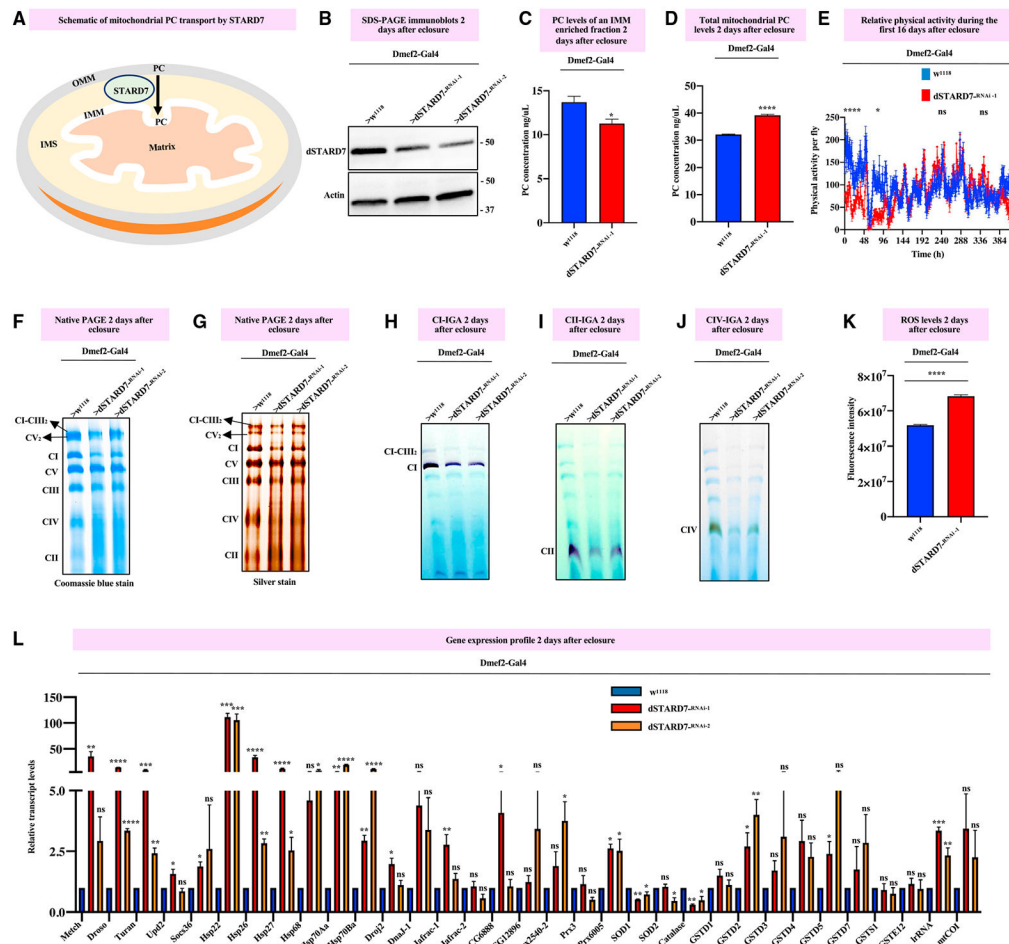 A
Schematic of mitochondrial PC transport by STARD7
OMM
PC
STARD7
IMM
PC
IMS
Matrix
B
SDS-PAGE immunoblots 2
days after eclosure
Dmef2-Gal4
>w1118
>dSTARD7-RNAi-1
>dSTARD7-RNAi-2
dSTARD7
- 50
Actin
- 50
- 37
C
PC levels of an IMM
enriched fraction 2
days after eclosure
Dmef2-Gal4
PC concentration ng/uL
15
10
5
0
*
w1118
dSTARD7-RNAi-1
D
Total mitochondrial PC
levels 2 days after eclosure
Dmef2-Gal4
PC concentration ng/uL
50
40
30
20
10
0
****
w1118
dSTARD7-RNAi-1
E
Relative physical activity during the
first 16 days after eclosure
Dmef2-Gal4
w1118
dSTARD7-RNAi-1
**** * ns ns
Physical activity per fly
250
200
150
100
50
0
0 48 96 144 192 240 288 336 384
Time (h)
F
Native PAGE 2 days after
eclosure
Dmef2-Gal4
>w1118
>dSTARD7-RNAi-1
>dSTARD7-RNAi-2
CI-CIII2
CV2
CI
CV
CIII
CIV
CII
Coomassie blue stain
G
Native PAGE 2 days after
eclosure
Dmef2-Gal4
>w1118
>dSTARD7-RNAi-1
>dSTARD7-RNAi-2
CI-CIII2
CV2
CI
CV
CIII
CIV
CII
Silver stain
H
CI-IGA 2 days
after eclosure
Dmef2-Gal4
>w1118
>dSTARD7-RNAi-1
>dSTARD7-RNAi-2
CI-CIII2
CI
I
CII-IGA 2 days
after eclosure
Dmef2-Gal4
>w1118
>dSTARD7-RNAi-1
>dSTARD7-RNAi-2
CII
J
CIV-IGA 2 days
after eclosure
Dmef2-Gal4
>w1118
>dSTARD7-RNAi-1
>dSTARD7-RNAi-2
CIV
K
ROS levels 2 days
after eclosure
Dmef2-Gal4
****
Fluorescence intensity
8×107
6×107
4×107
2×107
0
w1118
dSTARD7-RNAi-1
L
Gene expression profile 2 days after eclosure
Dmef2-Gal4
w1118
dSTARD7-RNAi-1
dSTARD7-RNAi-2
Relative transcript levels
150
100
50
5.0
2.5
0.0
Metch
Droso
Turan
Upd2
Socs36
Hsp22
Hsp26
Hsp27
Hsp68
Hsp70Aa
Hsp70Ba
Droj2
DnaJ-1
Jafrac-1
Jafrac-2
CG6888
CG12896
Prx2540-2
Prx3
Prx6005
SOD1
SOD2
Catalase
GSTD1
GSTD2
GSTD3
GSTD4
GSTD5
GSTD7
GSTS1
GSTE12
lrRNA
mtCOI